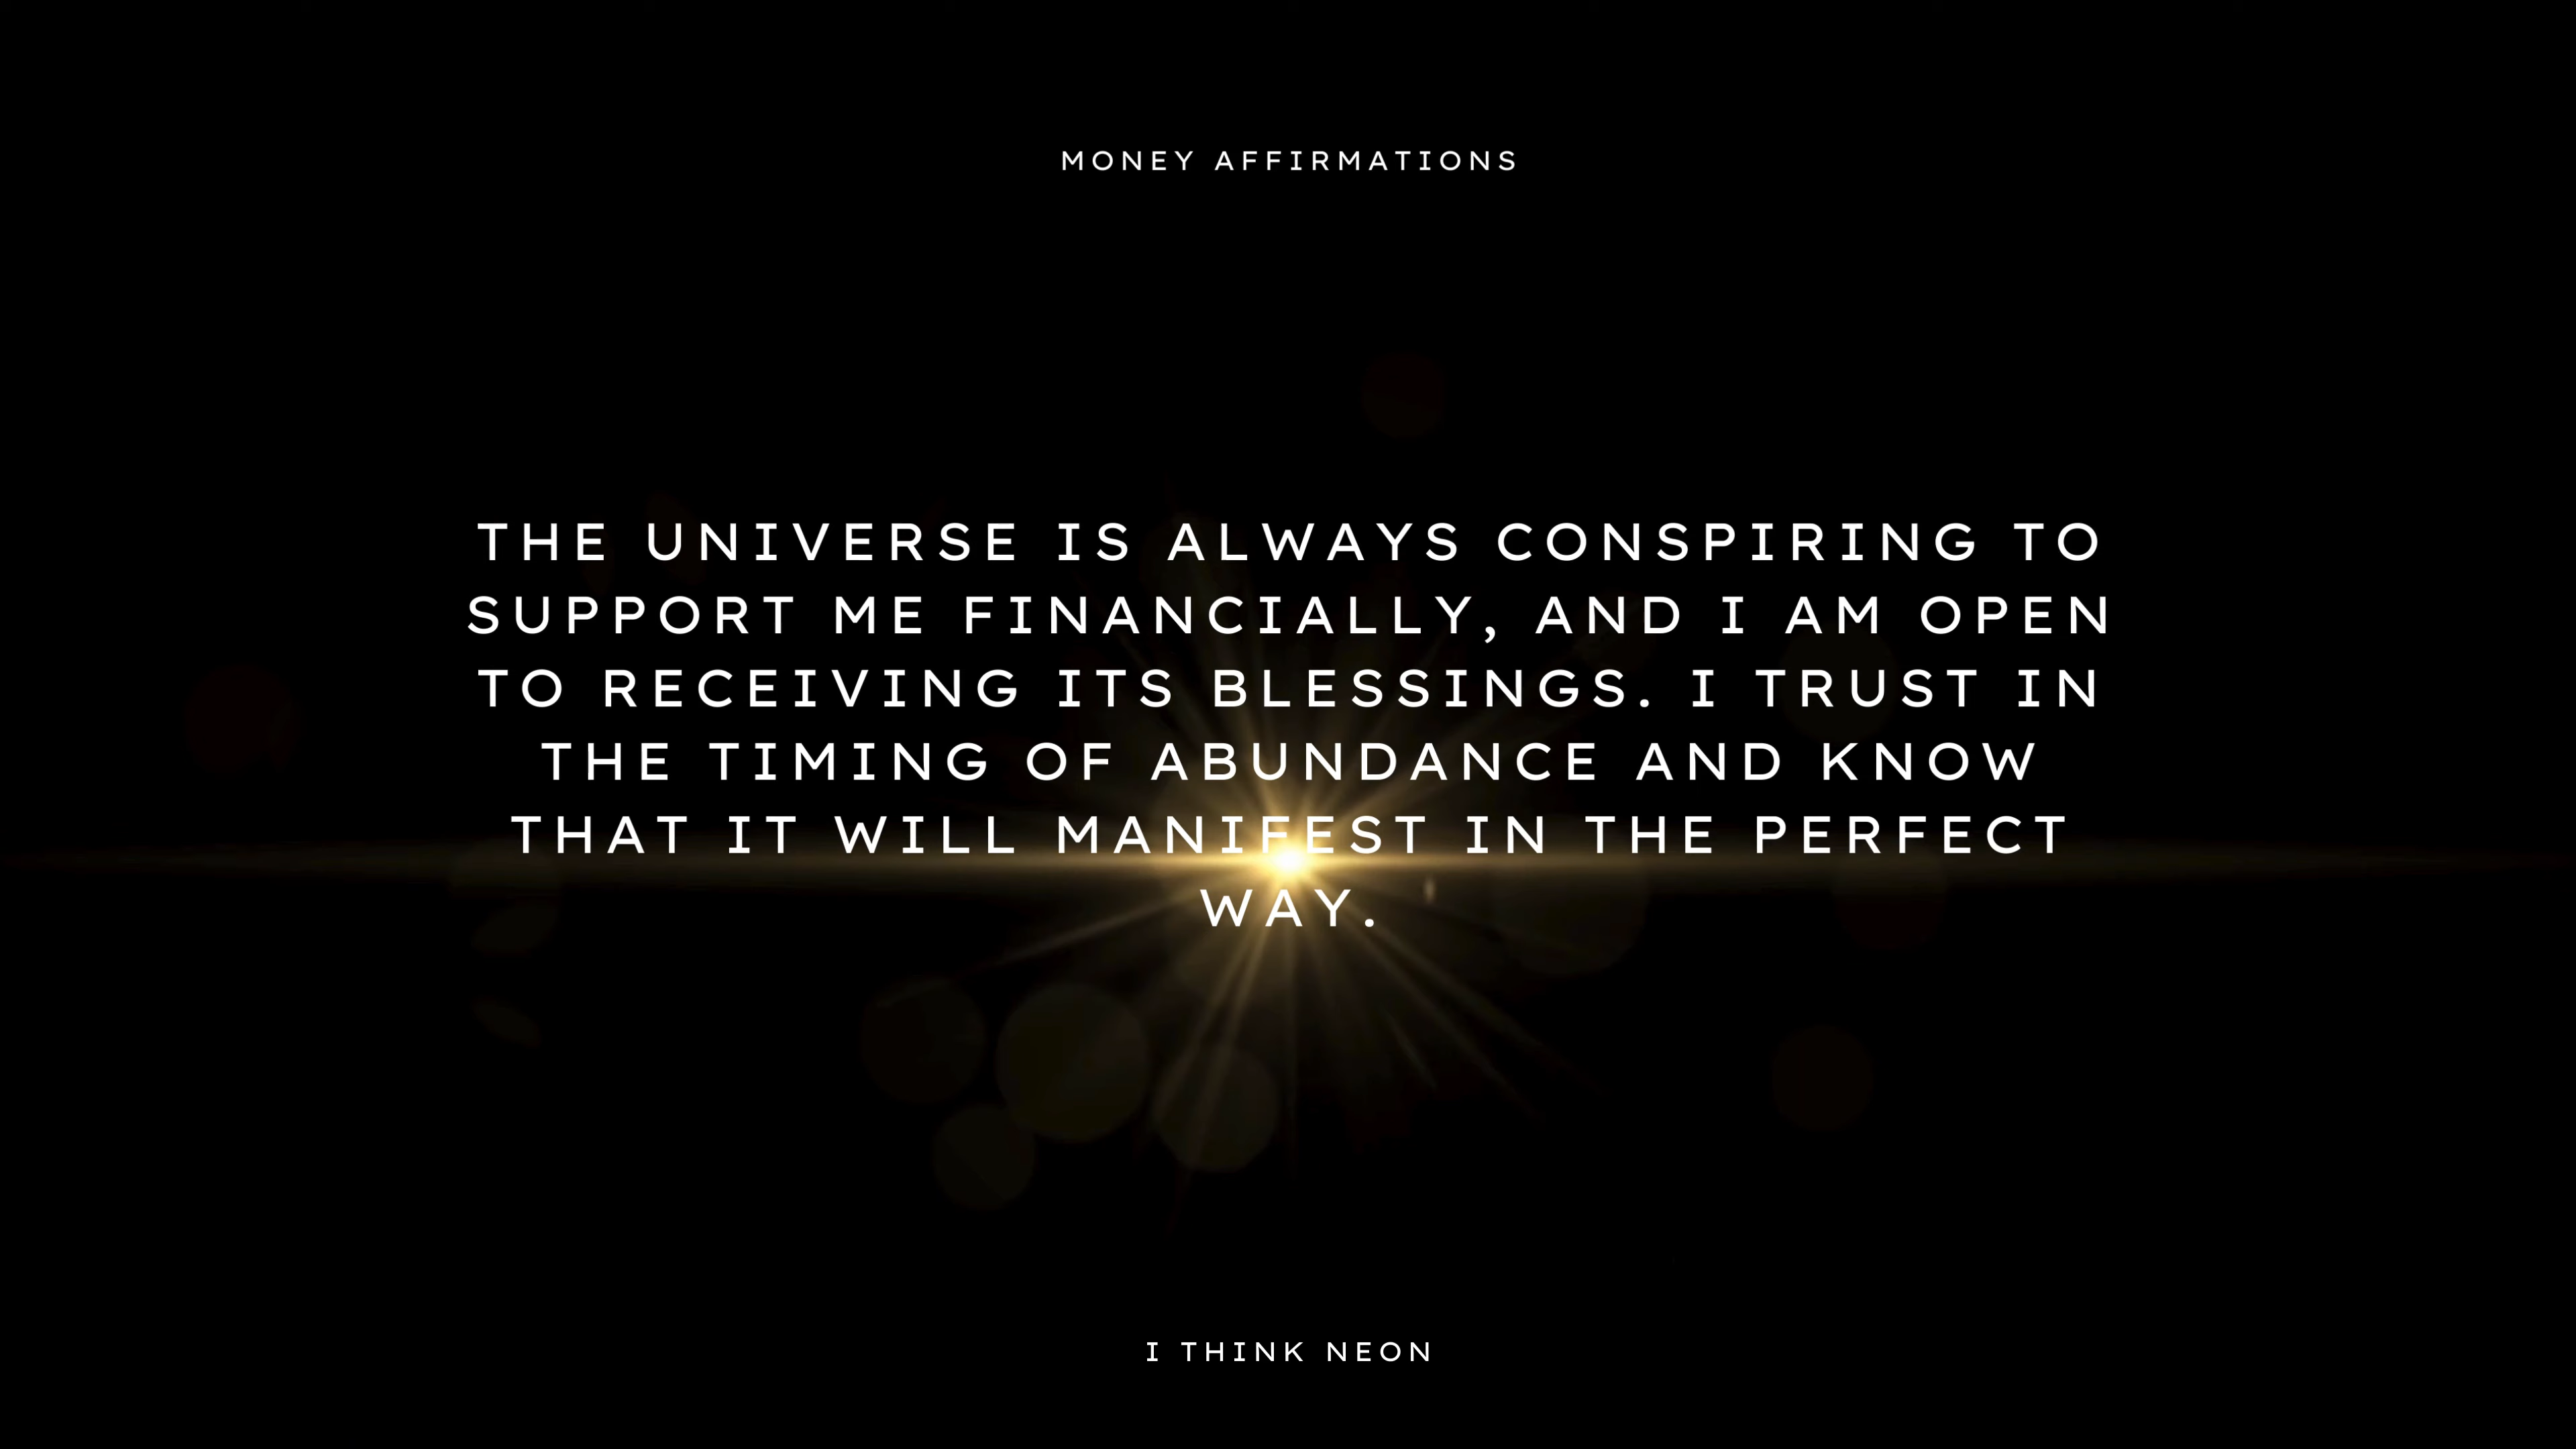 MONEY AFFIRMATIONS
THE UNIVERSE IS ALWAYS CONSPIRING TO
SUPPORT ME FINANCIALLY, AND I AM OPEN
TO RECEIVING ITS BLESSINGS. I TRUST IN
THE TIMING OF ABUNDANCE AND KNOW
THAT IT WILL MANIFEST IN THE PERFECT
WAY.
I THINK NEON